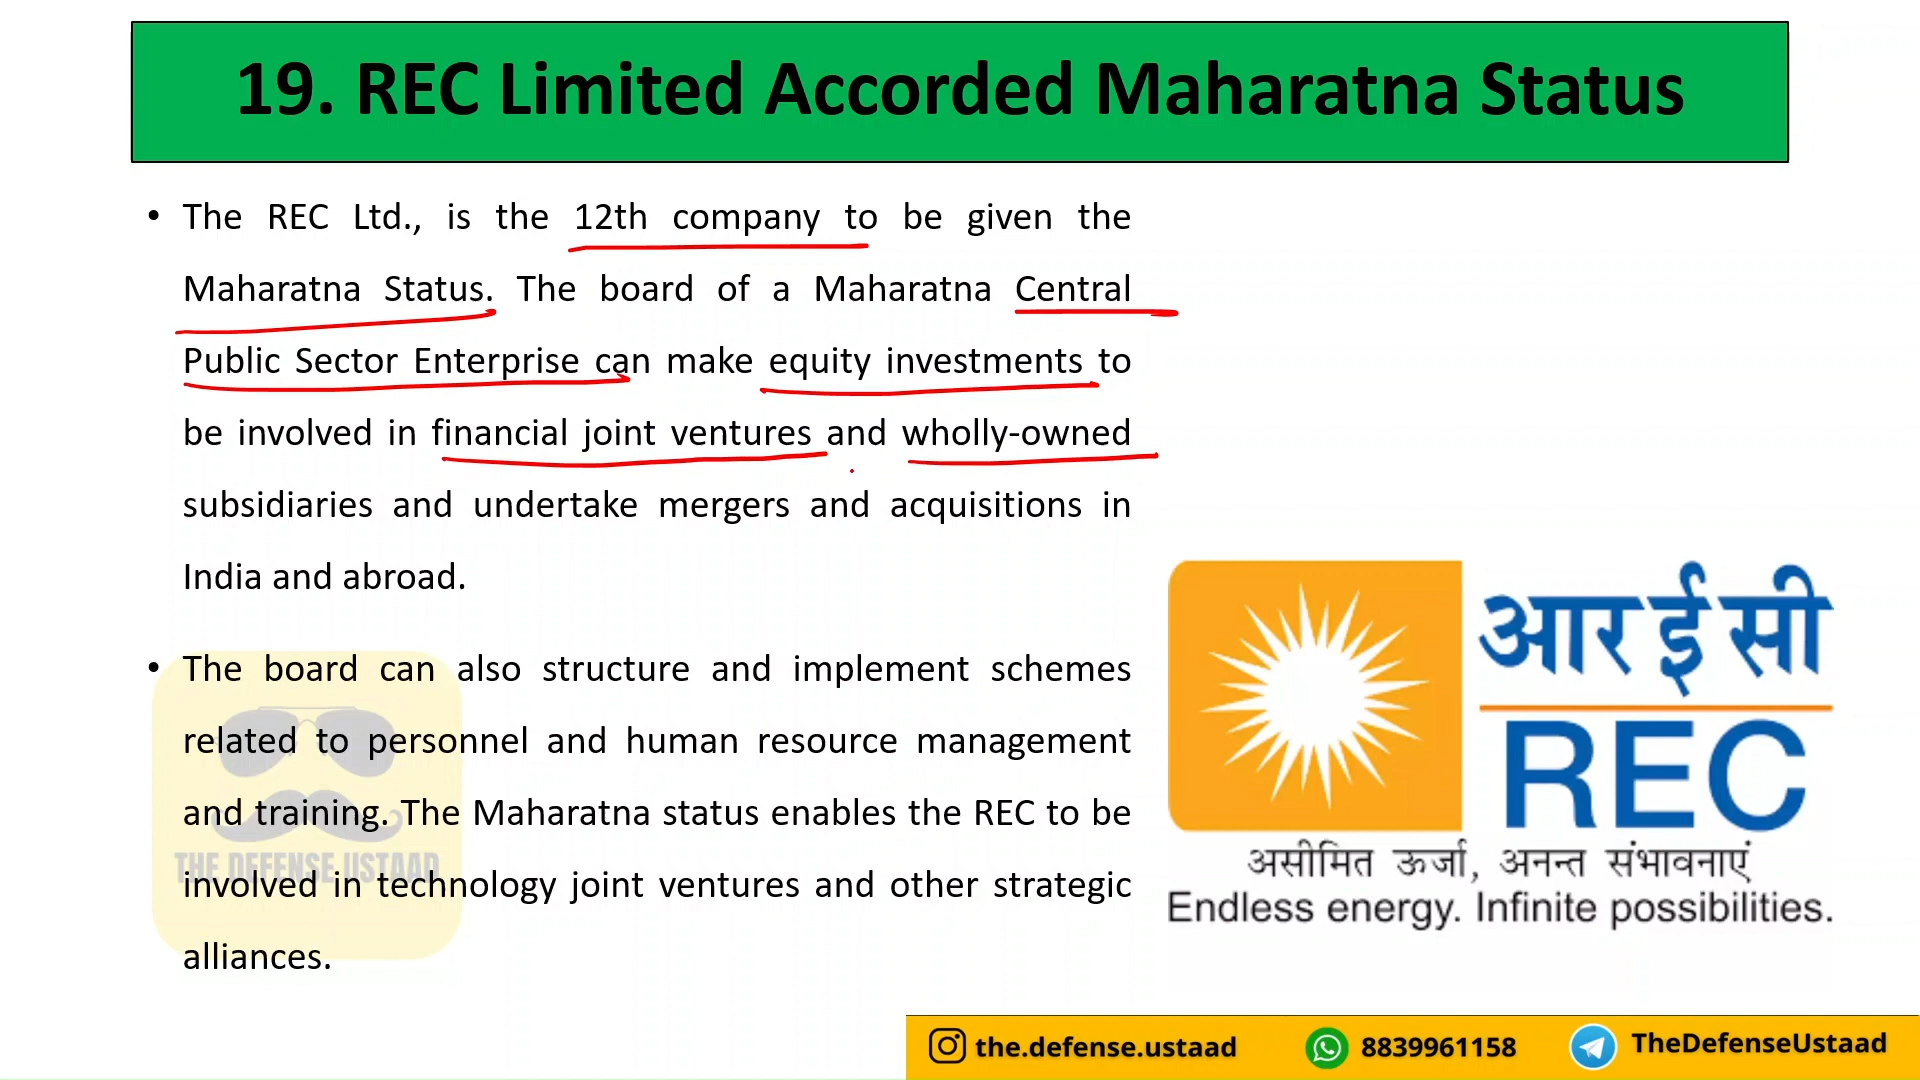 19. REC Limited Accorded Maharatna Status
• The REC Ltd., is the 12th company to be given the
Maharatna Status. The board of a Maharatna Central
Public Sector Enterprise can make equity investments to
be involved in financial joint ventures and wholly-owned
subsidiaries and undertake mergers and acquisitions in
India and abroad.
• The board can also structure and implement schemes
related to personnel and human resource management
and training. The Maharatna status enables the REC to be
involved in technology joint ventures and other strategic
alliances.
THE DEFENSE USTAAD
आर ई सी
REC
असीमित ऊर्जा, अनन्त संभावनाएं
Endless energy. Infinite possibilities.
the.defense.ustaad
8839961158
TheDefenseUstaad